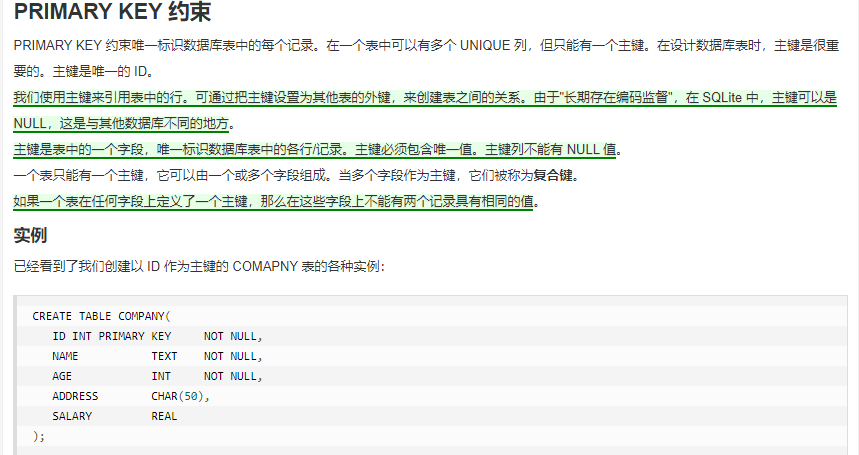 PRIMARY KEY 约束
PRIMARY KEY 约束唯一标识数据库表中的每个记录。在一个表中可以有多个 UNIQUE 列，但只能有一个主键。在设计数据库表时，主键是很重
要的。主键是唯一的 ID。
我们使用主键来引用表中的行。可通过把主键设置为其他表的外键，来创建表之间的关系。由于"长期存在编码监督"，在 SQLite 中，主键可以是
NULL，这是与其他数据库不同的地方。
主键是表中的一个字段，唯一标识数据库表中的各行/记录。主键必须包含唯一值。主键列不能有 NULL 值。
一个表只能有一个主键，它可以由一个或多个字段组成。当多个字段作为主键，它们被称为复合键。
如果一个表在任何字段上定义了一个主键，那么在这些字段上不能有两个记录具有相同的值。
实例
已经看到了我们创建以 ID 作为主键的 COMAPNY 表的各种实例：
CREATE TABLE COMPANY(
ID INT PRIMARY KEY NOT NULL,
NAME TEXT NOT NULL,
AGE INT NOT NULL,
ADDRESS CHAR(50),
SALARY REAL
);